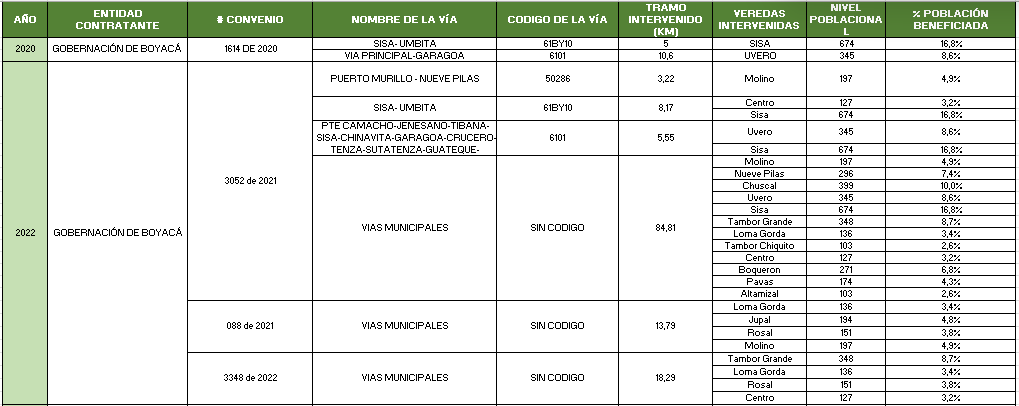 AÑO | ENTIDAD CONTRATANTE | # CONVENIO | NOMBRE DE LA VÍA | CODIGO DE LA VÍA | TRAMO INTERVENIDO (KM) | VEREDAS INTERVENIDAS | NIVEL POBLACIONAL | % POBLACIÓN BENEFICIADA
2020 | GOBERNACIÓN DE BOYACÁ | 1614 DE 2020 | SISA- UMBITA | 61BY10 | 5 | SISA | 674 | 16,8%
VIA PRINCIPAL-GARAGOA | 6101 | 10,6 | UVERO | 345 | 8,6%
2022 | GOBERNACIÓN DE BOYACÁ | 3052 de 2021 | PUERTO MURILLO - NUEVE PILAS | 50286 | 3,22 | Molino | 197 | 4,9%
SISA- UMBITA | 61BY10 | 8,17 | Centro | 127 | 3,2%
Sisa | 674 | 16,8%
PTE CAMACHO-JENESANO-TIBANA-
SISA-CHINAVITA-GARAGOA-CRUCERO-
TENZA-SUTATENZA-GUATEQUE-
6101 | 5,55 | Uvero | 345 | 8,6%
Sisa | 674 | 16,8%
VIAS MUNICIPALES | SIN CODIGO | 84,81 | Molino | 197 | 4,9%
Nueve Pilas | 296 | 7,4%
Chuscal | 399 | 10,0%
Uvero | 345 | 8,6%
Sisa | 674 | 16,8%
Tambor Grande | 348 | 8,7%
Loma Gorda | 136 | 3,4%
Tambor Chiquito | 103 | 2,6%
Centro | 127 | 3,2%
Boqueron | 271 | 6,8%
Pavas | 174 | 4,3%
Altamizal | 103 | 2,6%
088 de 2021 | VIAS MUNICIPALES | SIN CODIGO | 13,79 | Loma Gorda | 136 | 3,4%
Jupal | 194 | 4,8%
Rosal | 151 | 3,8%
Molino | 197 | 4,9%
3348 de 2022 | VIAS MUNICIPALES | SIN CODIGO | 18,29 | Tambor Grande | 348 | 8,7%
Loma Gorda | 136 | 3,4%
Rosal | 151 | 3,8%
Centro | 127 | 3,2%